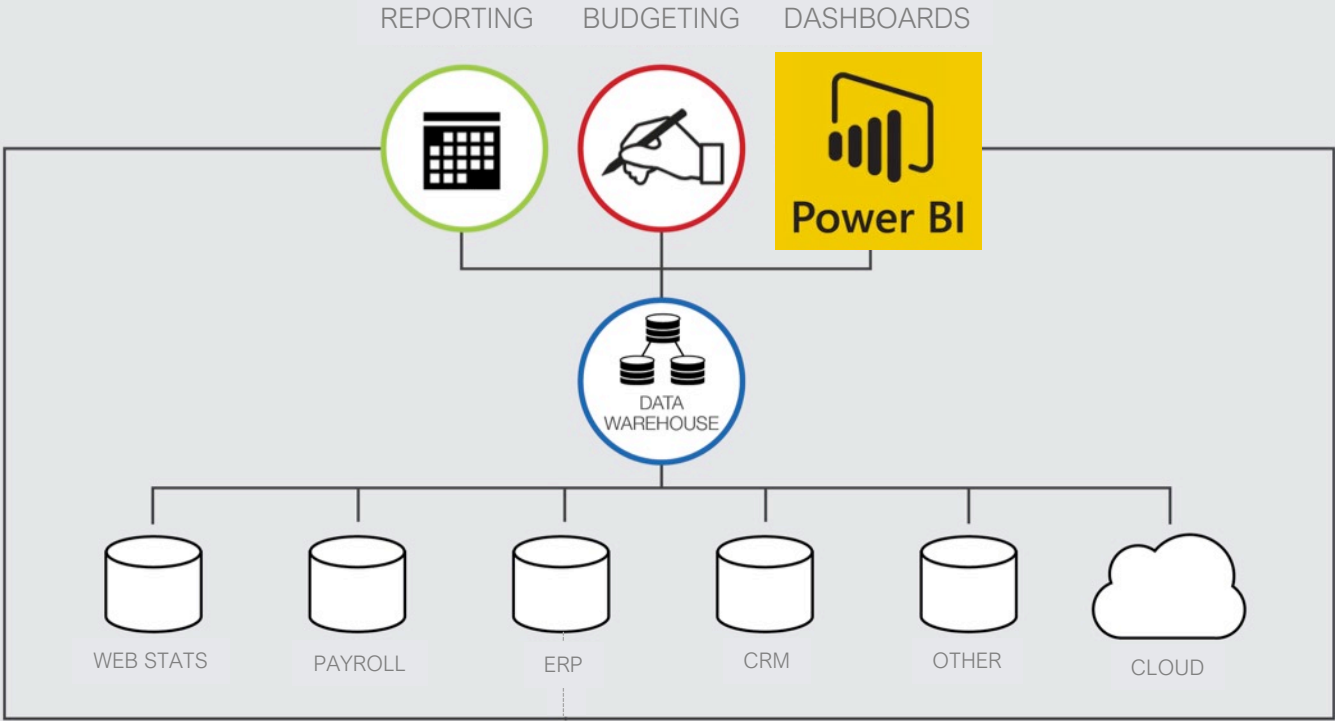 REPORTING BUDGETING DASHBOARDS
Power BI
DATA
WAREHOUSE
WEB STATS PAYROLL ERP CRM OTHER CLOUD